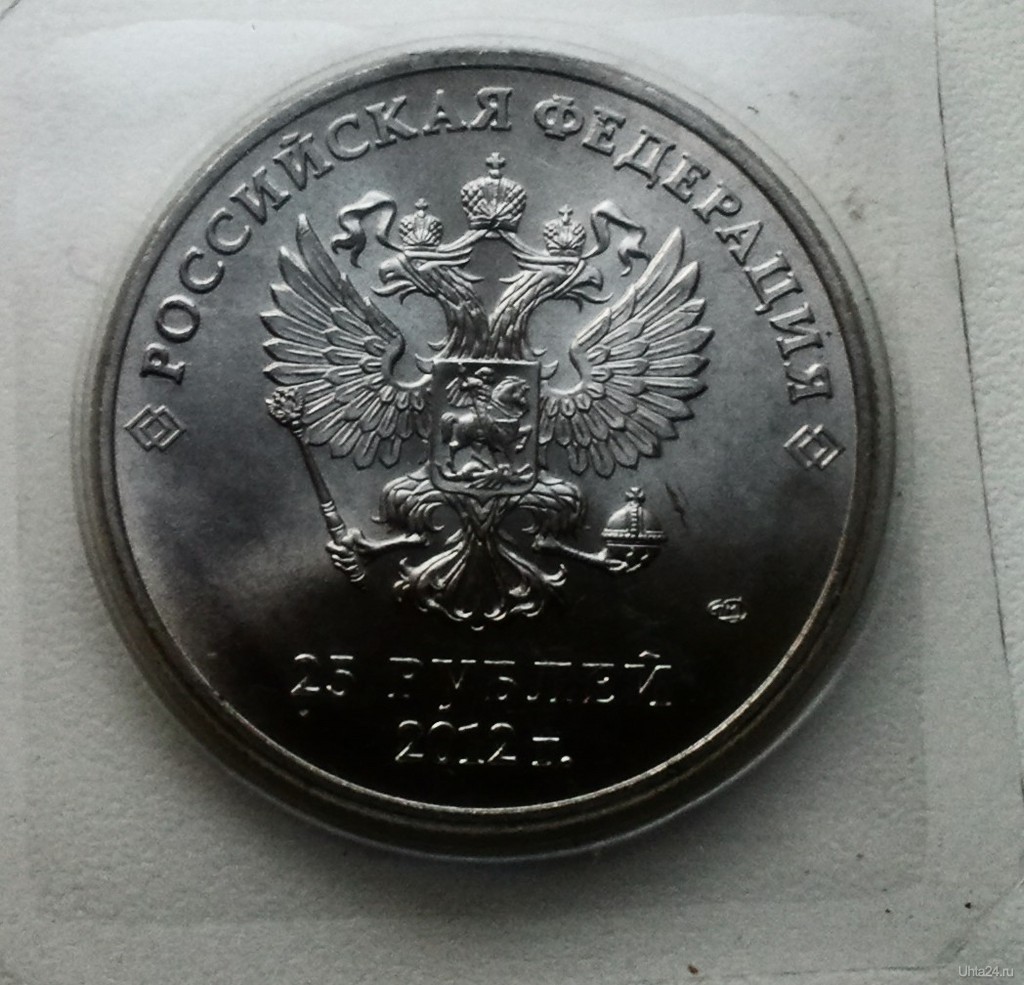 РОССИЙСКАЯ ФЕДЕРАЦИЯ
25 РУБЛЕЙ
2012 г.
Uhta24.ru